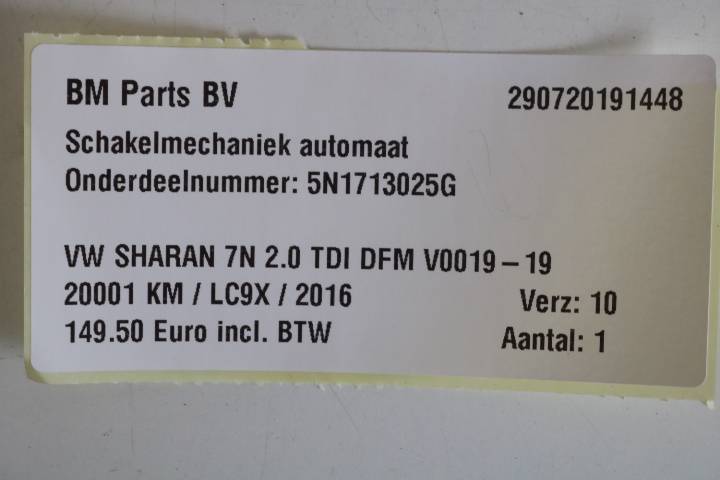 BM Parts BV 290720191448
Schakelmechaniek automaat
Onderdeelnummer: 5N1713025G
VW SHARAN 7N 2.0 TDI DFM V0019 – 19
20001 KM / LC9X / 2016 Verz: 10
149.50 Euro incl. BTW Aantal: 1